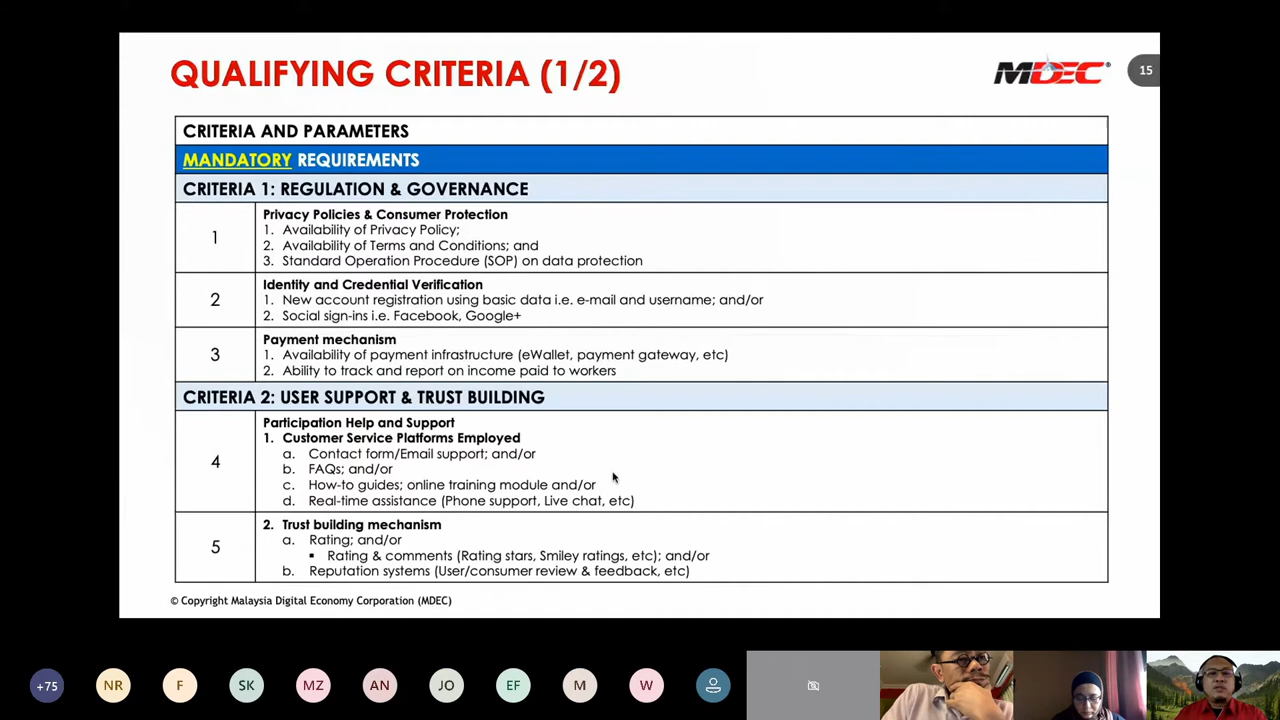 QUALIFYING CRITERIA (1/2)
MDEC®
15
CRITERIA AND PARAMETERS
MANDATORY REQUIREMENTS
CRITERIA 1: REGULATION & GOVERNANCE
1
Privacy Policies & Consumer Protection
1. Availability of Privacy Policy;
2. Availability of Terms and Conditions; and
3. Standard Operation Procedure (SOP) on data protection
2
Identity and Credential Verification
1. New account registration using basic data i.e. e-mail and username; and/or
2. Social sign-ins i.e. Facebook, Google+
3
Payment mechanism
1. Availability of payment infrastructure (eWallet, payment gateway, etc)
2. Ability to track and report on income paid to workers
CRITERIA 2: USER SUPPORT & TRUST BUILDING
4
Participation Help and Support
1. Customer Service Platforms Employed
a. Contact form/Email support; and/or
b. FAQs; and/or
c. How-to guides; online training module and/or
d. Real-time assistance (Phone support, Live chat, etc)
5
2. Trust building mechanism
a. Rating; and/or
▪ Rating & comments (Rating stars, Smiley ratings, etc); and/or
b. Reputation systems (User/consumer review & feedback, etc)
© Copyright Malaysia Digital Economy Corporation (MDEC)
+75 NR F SK MZ AN JO EF M W